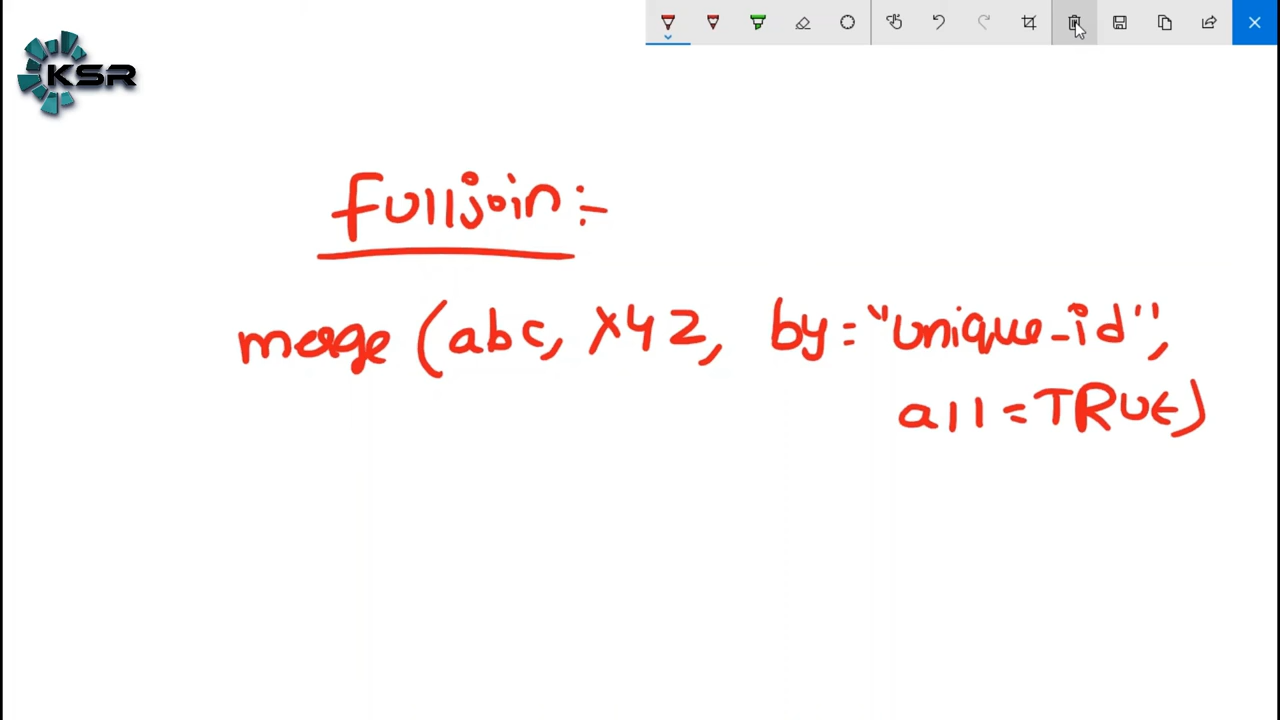 KSR
fulljoin:-
merge (abc, xyz, by="unique_id",
all=TRUE)